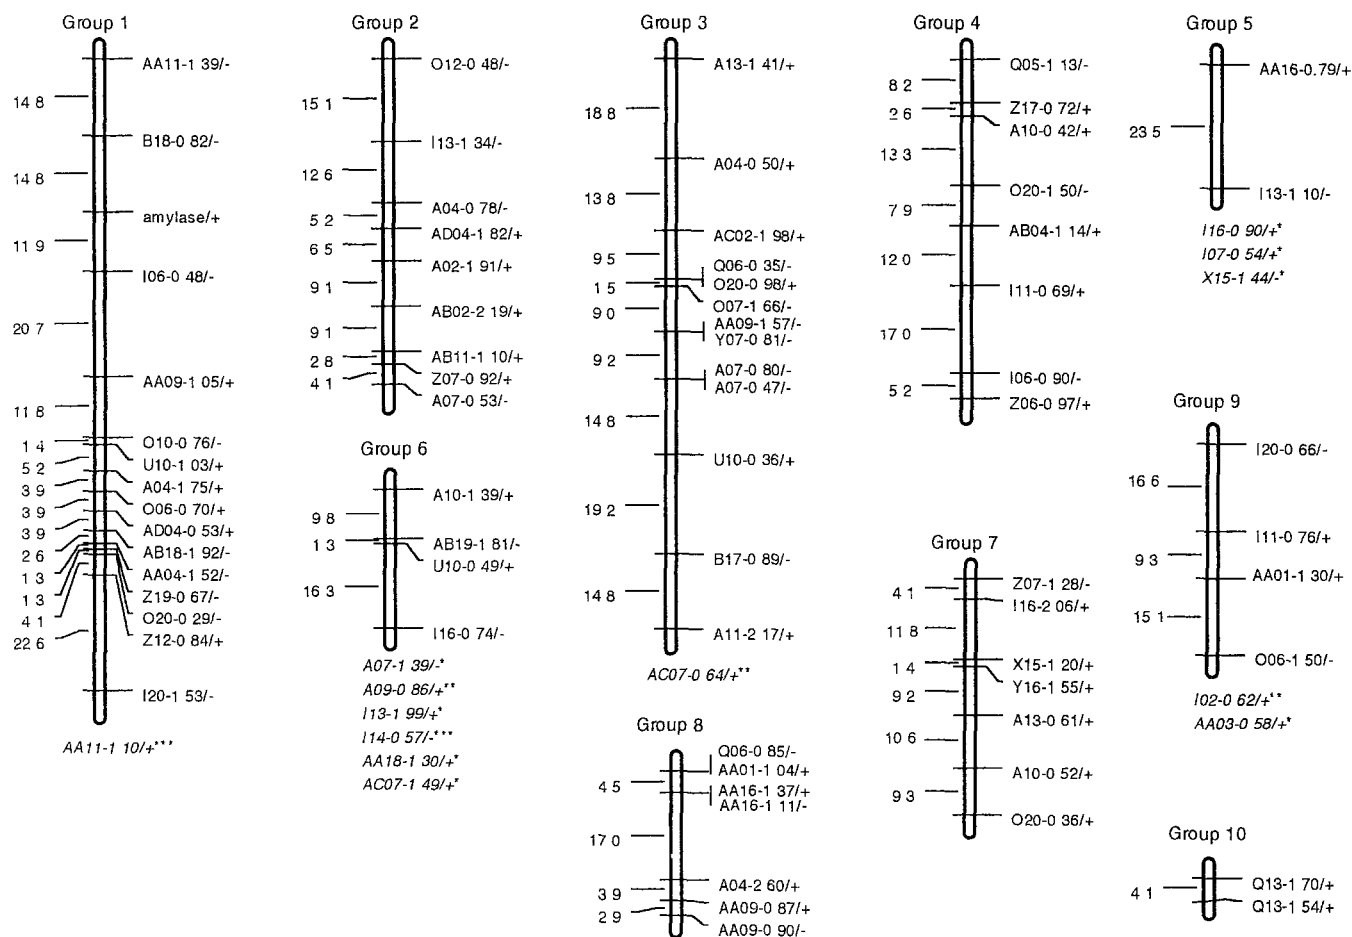 Group 1
AA11-1 39/-
14 8
B18-0 82/-
14 8
amylase/+
11 9
I06-0 48/-
20 7
AA09-1 05/+
11 8
O10-0 76/-
1 4
U10-1 03/+
5 2
A04-1 75/+
3 9
O06-0 70/+
3 9
AD04-0 53/+
3 9
AB18-1 92/-
2 6
AA04-1 52/-
1 3
Z19-0 67/-
1 3
O20-0 29/-
4 1
Z12-0 84/+
22 6
I20-1 53/-
AA11-1 10/+***
Group 2
O12-0 48/-
15 1
I13-1 34/-
12 6
A04-0 78/-
5 2
AD04-1 82/+
6 5
A02-1 91/+
9 1
AB02-2 19/+
9 1
AB11-1 10/+
2 8
Z07-0 92/+
4 1
A07-0 53/-
Group 6
A10-1 39/+
9 8
AB19-1 81/-
1 3
U10-0 49/+
16 3
I16-0 74/-
A07-1 39/-*
A09-0 86/+**
I13-1 99/+*
I14-0 57/-***
AA18-1 30/+*
AC07-1 49/+*
Group 3
A13-1 41/+
18 8
A04-0 50/+
13 8
AC02-1 98/+
9 5
Q06-0 35/-
O20-0 98/+
1 5
O07-1 66/-
9 0
AA09-1 57/-
Y07-0 81/-
9 2
A07-0 80/-
A07-0 47/-
14 8
U10-0 36/+
19 2
B17-0 89/-
14 8
A11-2 17/+
AC07-0 64/+**
Group 8
Q06-0 85/-
AA01-1 04/+
4 5
AA16-1 37/+
AA16-1 11/-
17 0
A04-2 60/+
3 9
AA09-0 87/+
2 9
AA09-0 90/-
Group 4
Q05-1 13/-
8 2
Z17-0 72/+
2 6
A10-0 42/+
13 3
O20-1 50/-
7 9
AB04-1 14/+
12 0
I11-0 69/+
17 0
I06-0 90/-
5 2
Z06-0 97/+
Group 7
Z07-1 28/-
4 1
I16-2 06/+
11 8
X15-1 20/+
1 4
Y16-1 55/+
9 2
A13-0 61/+
10 6
A10-0 52/+
9 3
O20-0 36/+
Group 5
AA16-0.79/+
23 5
I13-1 10/-
I16-0 90/+*
I07-0 54/+*
X15-1 44/-*
Group 9
I20-0 66/-
16 6
I11-0 76/+
9 3
AA01-1 30/+
15 1
O06-1 50/-
I02-0 62/+**
AA03-0 58/+*
Group 10
Q13-1 70/+
4 1
Q13-1 54/+